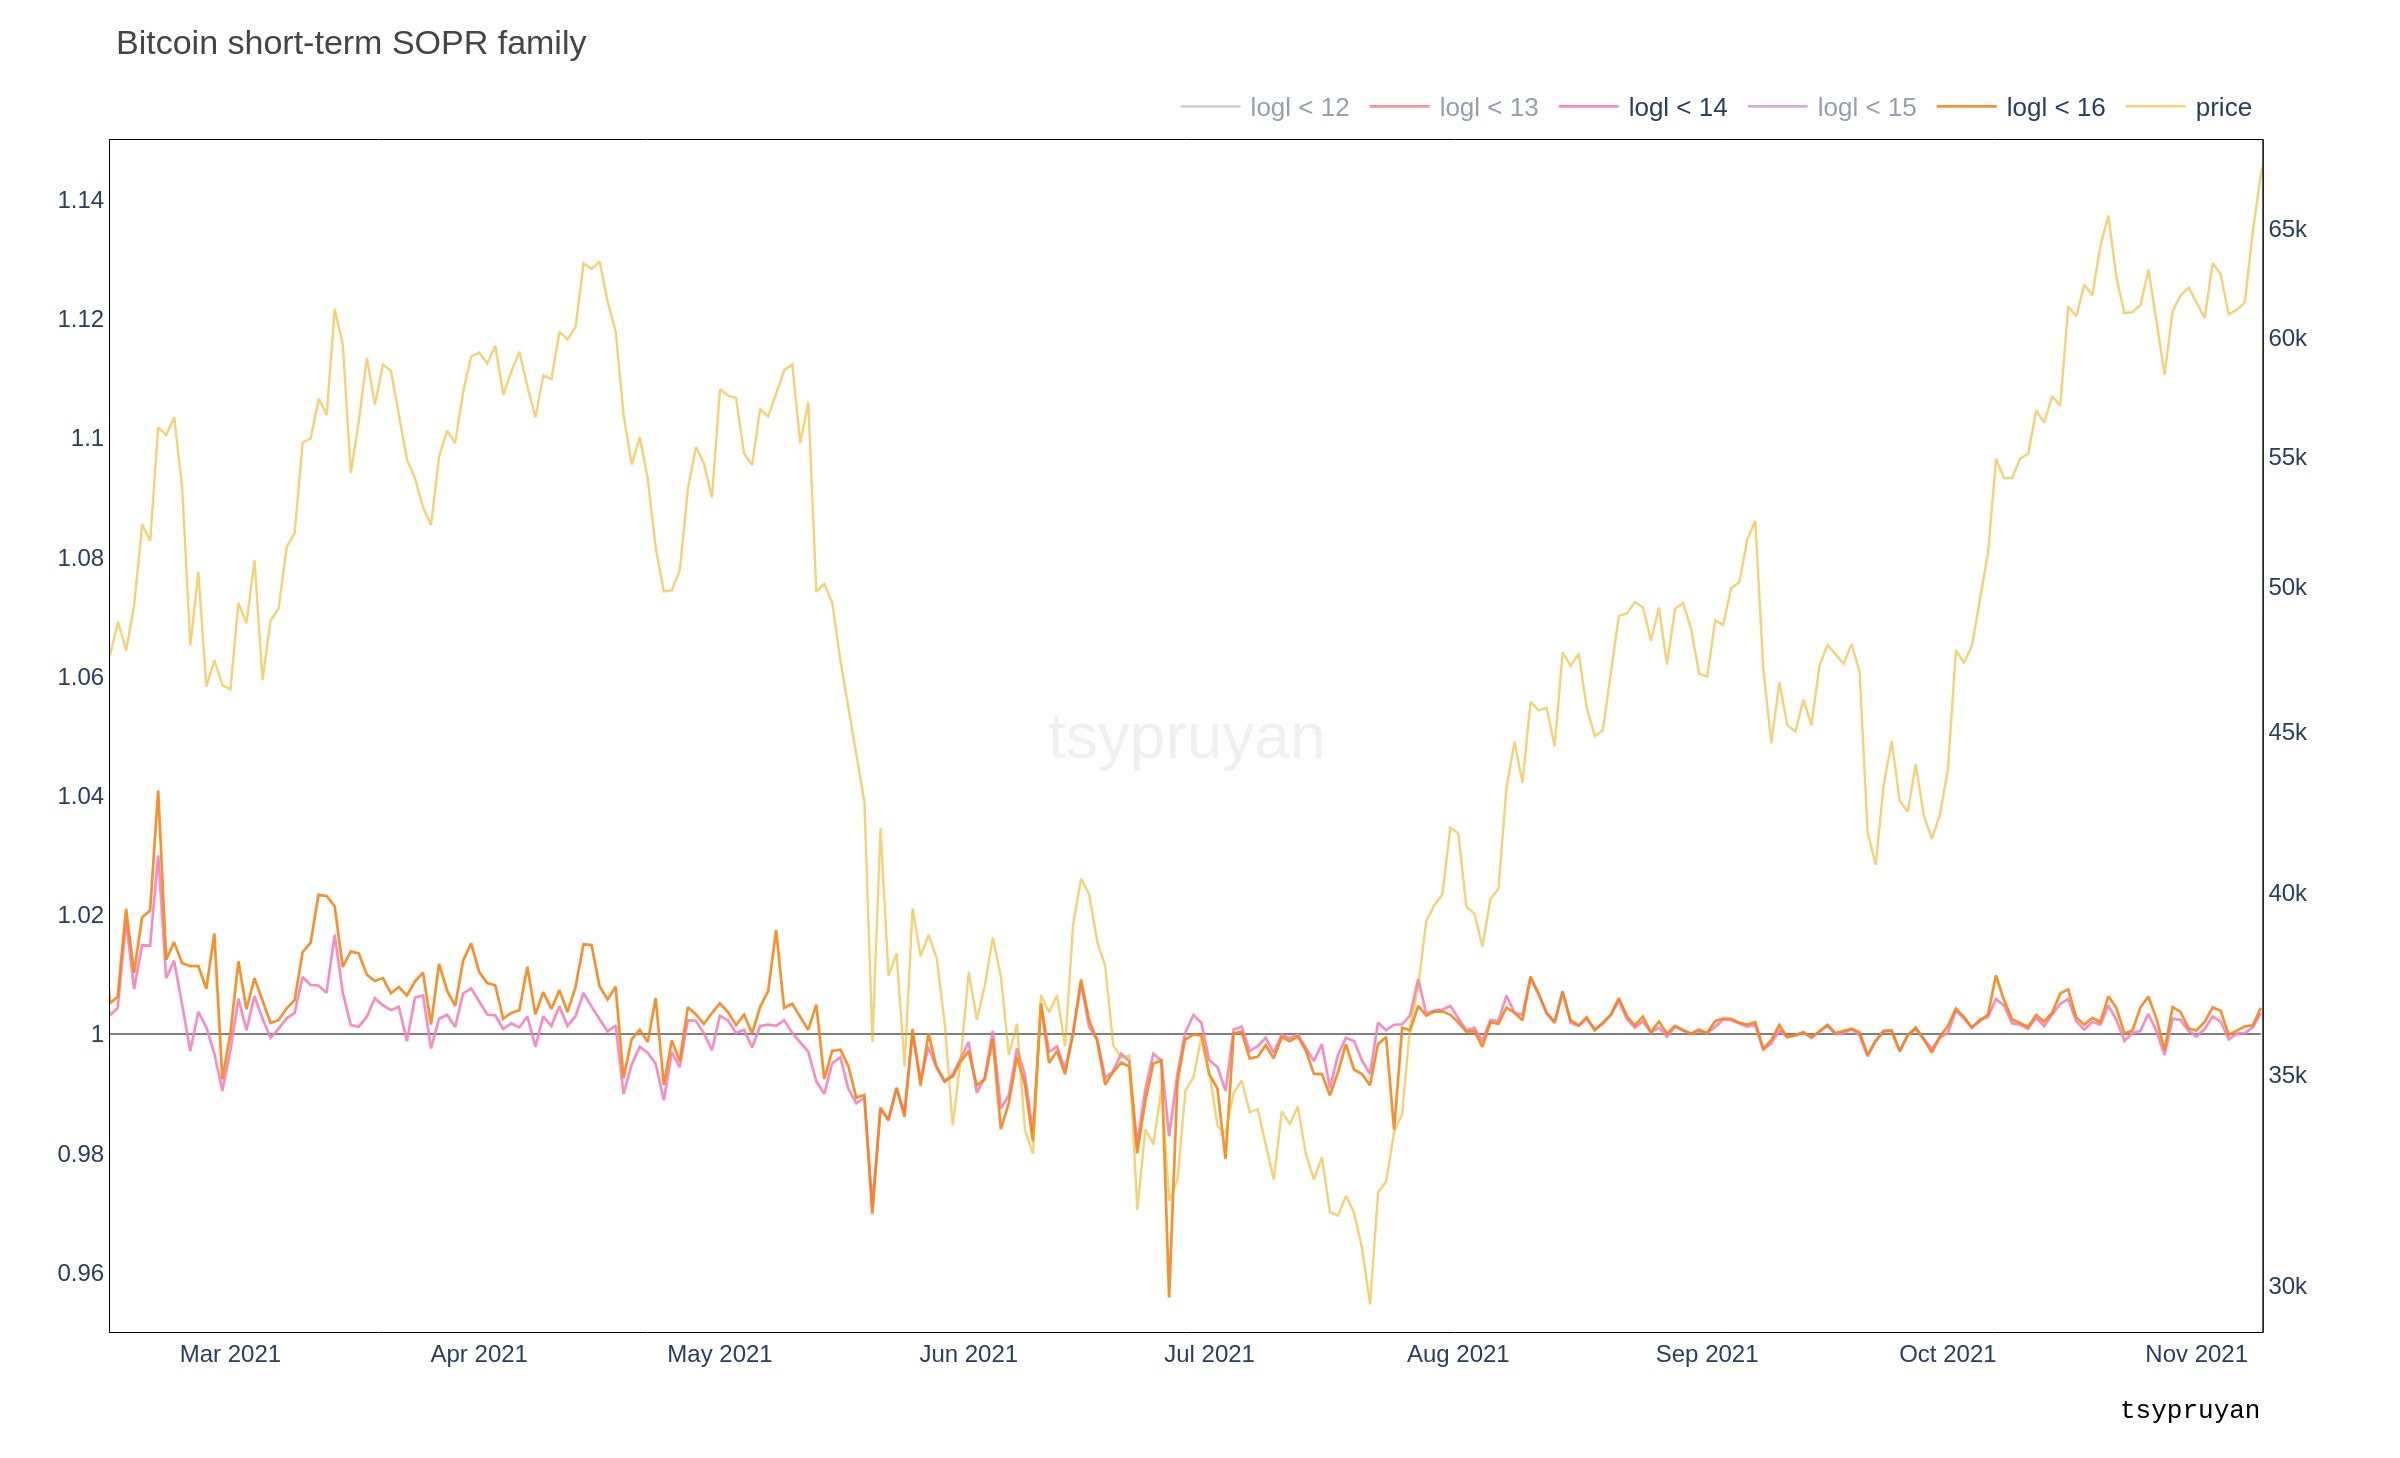 Bitcoin short-term SOPR family
logl < 12 logl < 13 logl < 14 logl < 15 logl < 16 price
1.14
65k
1.12
60k
1.1
55k
1.08
50k
1.06
tsypruyan
45k
1.04
40k
1.02
1
35k
0.98
0.96
30k
Mar 2021 Apr 2021 May 2021 Jun 2021 Jul 2021 Aug 2021 Sep 2021 Oct 2021 Nov 2021
tsypruyan